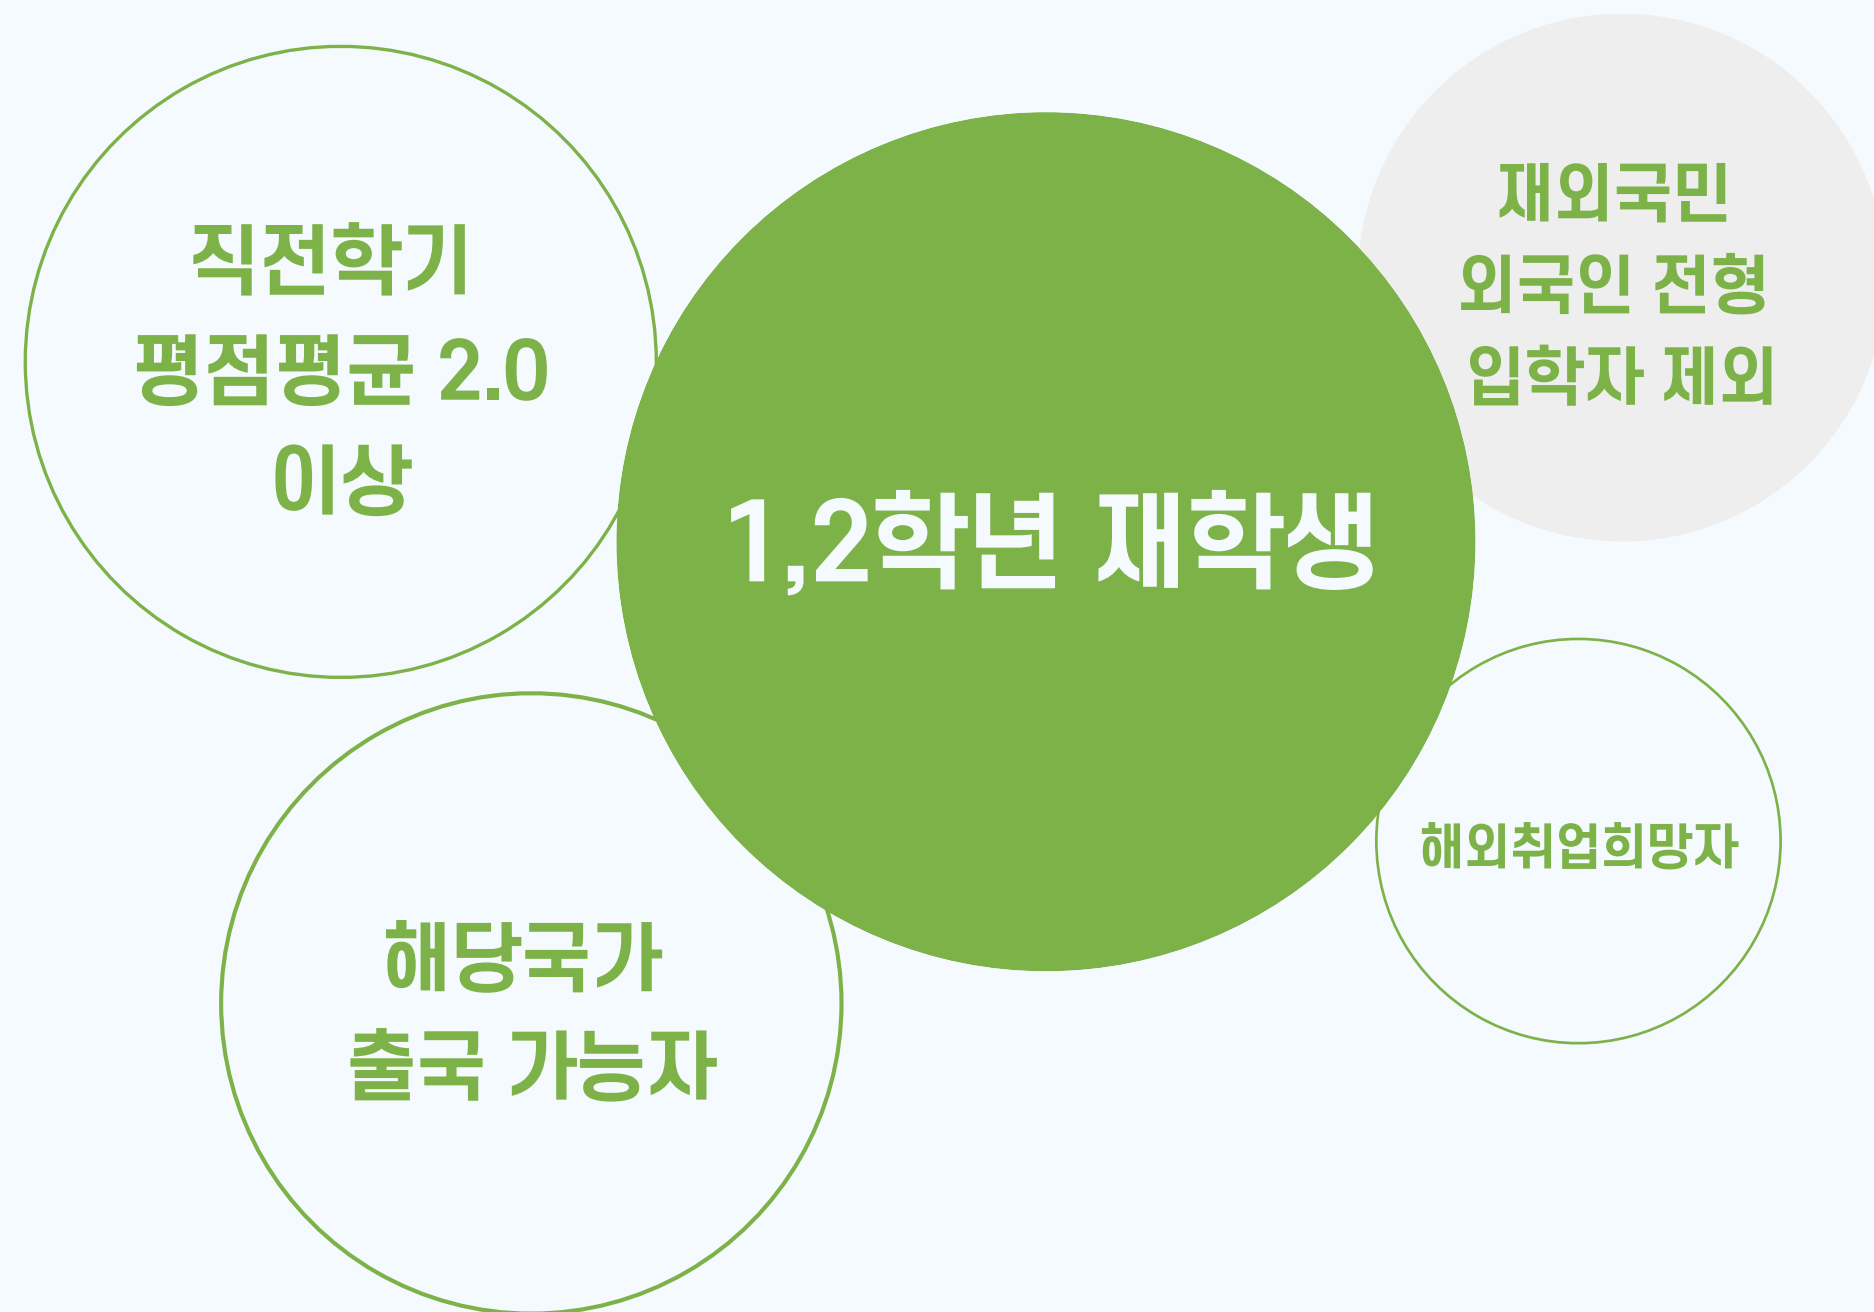 직전학기
평점평균 2.0
이상
1,2학년 재학생
재외국민
외국인 전형
입학자 제외
해외취업희망자
해당국가
출국 가능자